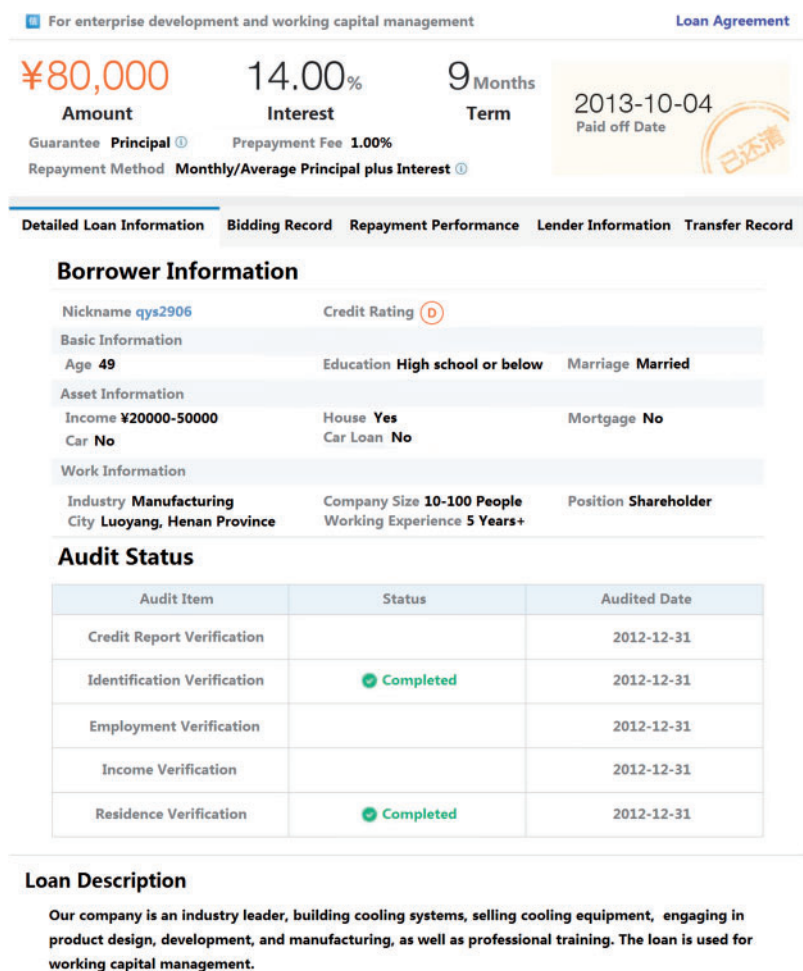 信 For enterprise development and working capital management Loan Agreement
¥80,000 14.00% 9 Months
Amount Interest Term
2013-10-04
Paid off Date
已还清
Guarantee Principal Prepayment Fee 1.00%
Repayment Method Monthly/Average Principal plus Interest
Detailed Loan Information Bidding Record Repayment Performance Lender Information Transfer Record
Borrower Information
Nickname qys2906 Credit Rating D
Basic Information
Age 49 Education High school or below Marriage Married
Asset Information
Income ¥20000-50000 House Yes Mortgage No
Car No Car Loan No
Work Information
Industry Manufacturing Company Size 10-100 People Position Shareholder
City Luoyang, Henan Province Working Experience 5 Years+
Audit Status
Audit Item Status Audited Date
Credit Report Verification 2012-12-31
Identification Verification Completed 2012-12-31
Employment Verification 2012-12-31
Income Verification 2012-12-31
Residence Verification Completed 2012-12-31
Loan Description
Our company is an industry leader, building cooling systems, selling cooling equipment, engaging in
product design, development, and manufacturing, as well as professional training. The loan is used for
working capital management.